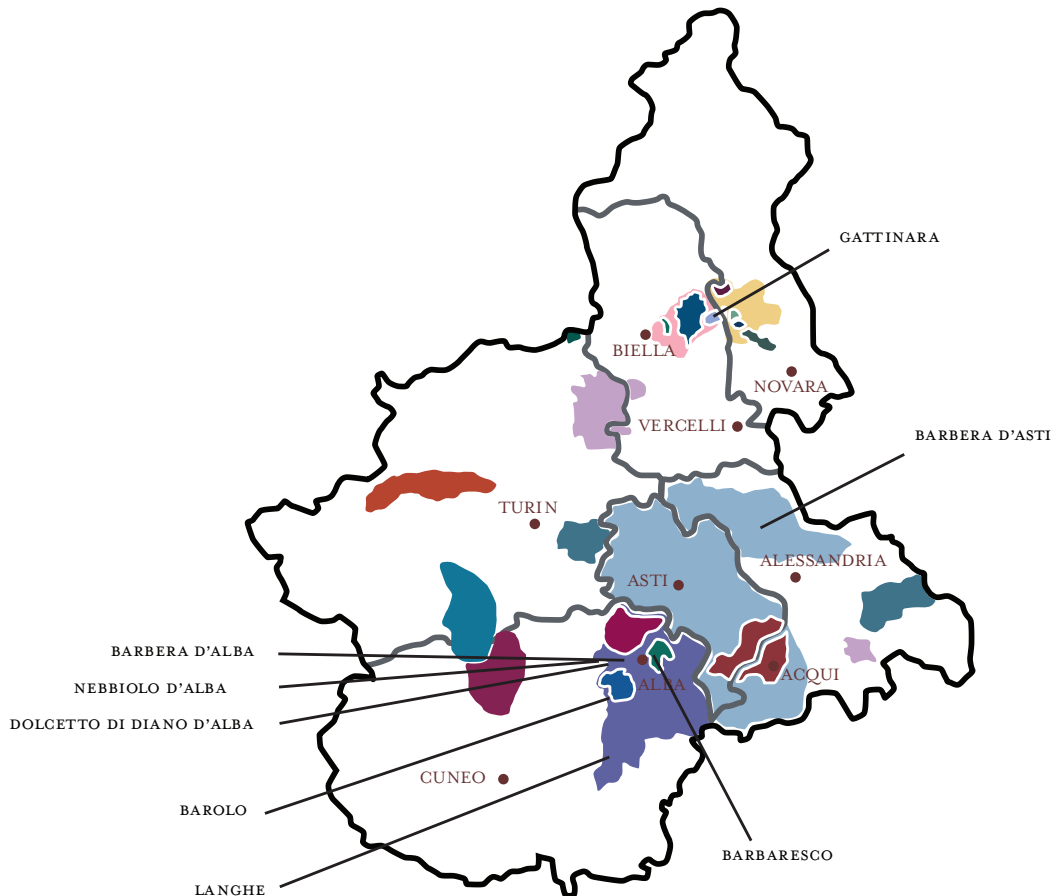 GATTINARA
BIELLA
NOVARA
VERCELLI
BARBERA D'ASTI
TURIN
ALESSANDRIA
ASTI
BARBERA D'ALBA
ACQUI
NEBBIOLO D'ALBA
ALBA
DOLCETTO DI DIANO D'ALBA
CUNEO
BAROLO
BARBARESCO
LANGHE